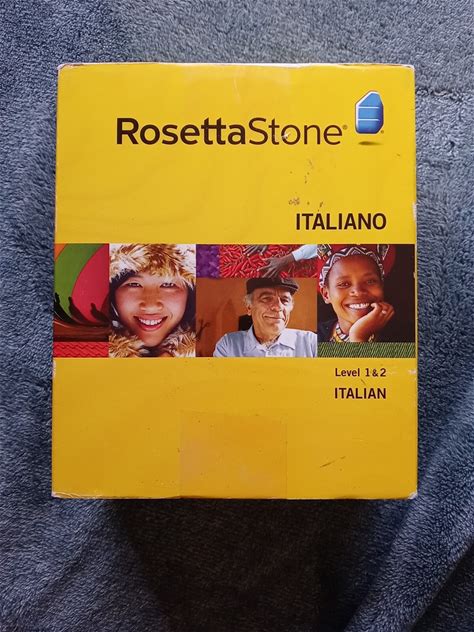 RosettaStone®
ITALIANO
Level 1 & 2
ITALIAN